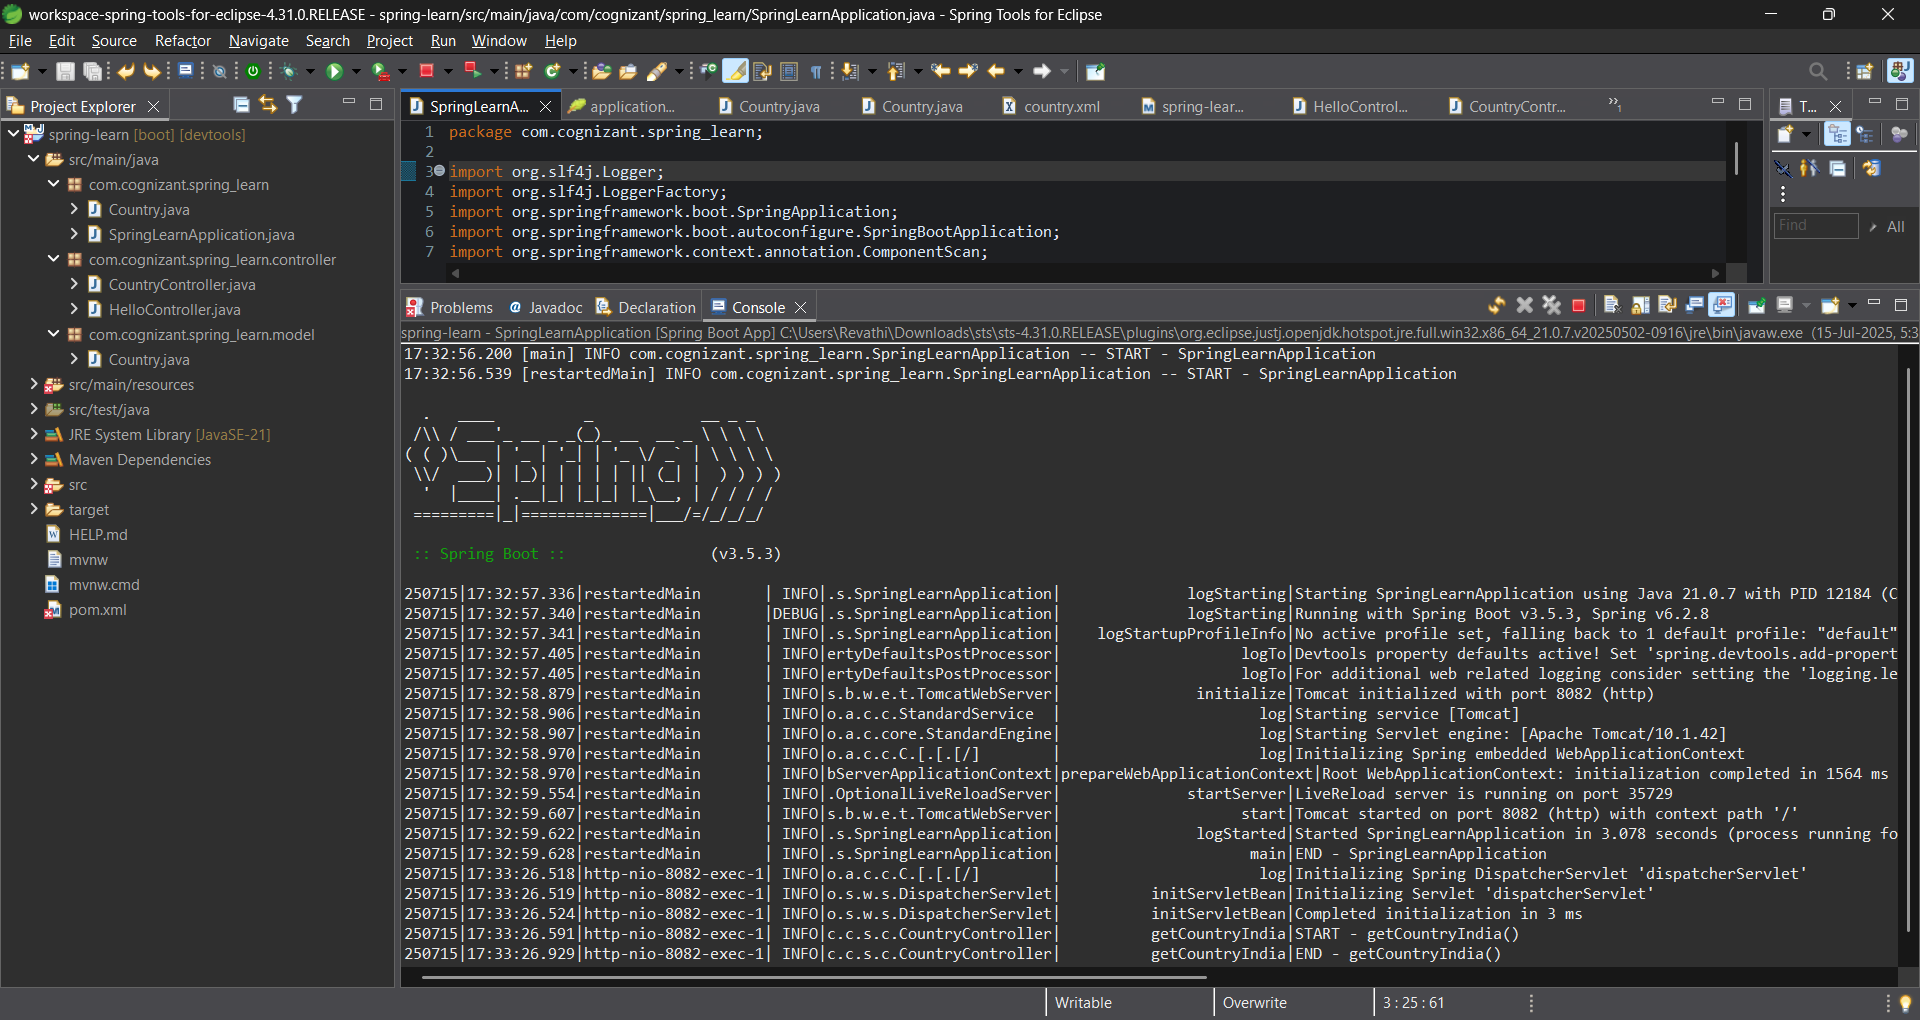 workspace-spring-tools-for-eclipse-4.31.0.RELEASE - spring-learn/src/main/java/com/cognizant/spring_learn/SpringLearnApplication.java - Spring Tools for Eclipse
File Edit Source Refactor Navigate Search Project Run Window Help
Project Explorer
SpringLearnA... application... Country.java Country.java country.xml spring-lear... HelloControl... CountryContr... »1
T...
spring-learn [boot] [devtools]
src/main/java
com.cognizant.spring_learn
Country.java
SpringLearnApplication.java
com.cognizant.spring_learn.controller
CountryController.java
HelloController.java
com.cognizant.spring_learn.model
Country.java
src/main/resources
src/test/java
JRE System Library [JavaSE-21]
Maven Dependencies
src
target
HELP.md
mvnw
mvnw.cmd
pom.xml
1 package com.cognizant.spring_learn;
2
3 import org.slf4j.Logger;
4 import org.slf4j.LoggerFactory;
5 import org.springframework.boot.SpringApplication;
6 import org.springframework.boot.autoconfigure.SpringBootApplication;
7 import org.springframework.context.annotation.ComponentScan;
Find All
Problems Javadoc Declaration Console
spring-learn - SpringLearnApplication [Spring Boot App] C:\Users\Revathi\Downloads\sts\sts-4.31.0.RELEASE\plugins\org.eclipse.justj.openjdk.hotspot.jre.full.win32.x86_64_21.0.7.v20250502-0916\jre\bin\javaw.exe (15-Jul-2025, 5:3
17:32:56.200 [main] INFO com.cognizant.spring_learn.SpringLearnApplication -- START - SpringLearnApplication
17:32:56.539 [restartedMain] INFO com.cognizant.spring_learn.SpringLearnApplication -- START - SpringLearnApplication
Spring
:: Spring Boot :: (v3.5.3)
250715|17:32:57.336|restartedMain | INFO|.s.SpringLearnApplication| logStarting|Starting SpringLearnApplication using Java 21.0.7 with PID 12184 (C
250715|17:32:57.340|restartedMain |DEBUG|.s.SpringLearnApplication| logStarting|Running with Spring Boot v3.5.3, Spring v6.2.8
250715|17:32:57.341|restartedMain | INFO|.s.SpringLearnApplication| logStartupProfileInfo|No active profile set, falling back to 1 default profile: "default"
250715|17:32:57.405|restartedMain | INFO|ertyDefaultsPostProcessor| logTo|Devtools property defaults active! Set 'spring.devtools.add-propert
250715|17:32:57.405|restartedMain | INFO|ertyDefaultsPostProcessor| logTo|For additional web related logging consider setting the 'logging.le
250715|17:32:58.879|restartedMain | INFO|s.b.w.e.t.TomcatWebServer| initialize|Tomcat initialized with port 8082 (http)
250715|17:32:58.906|restartedMain | INFO|o.a.c.c.StandardService | log|Starting service [Tomcat]
250715|17:32:58.907|restartedMain | INFO|o.a.c.core.StandardEngine| log|Starting Servlet engine: [Apache Tomcat/10.1.42]
250715|17:32:58.970|restartedMain | INFO|o.a.c.c.C.[.[.[/] | log|Initializing Spring embedded WebApplicationContext
250715|17:32:58.970|restartedMain | INFO|bServerApplicationContext|prepareWebApplicationContext|Root WebApplicationContext: initialization completed in 1564 ms
250715|17:32:59.554|restartedMain | INFO|.OptionalLiveReloadServer| startServer|LiveReload server is running on port 35729
250715|17:32:59.607|restartedMain | INFO|s.b.w.e.t.TomcatWebServer| start|Tomcat started on port 8082 (http) with context path '/'
250715|17:32:59.622|restartedMain | INFO|.s.SpringLearnApplication| logStarted|Started SpringLearnApplication in 3.078 seconds (process running fo
250715|17:32:59.628|restartedMain | INFO|.s.SpringLearnApplication| main|END - SpringLearnApplication
250715|17:33:26.518|http-nio-8082-exec-1| INFO|o.a.c.c.C.[.[.[/] | log|Initializing Spring DispatcherServlet 'dispatcherServlet'
250715|17:33:26.519|http-nio-8082-exec-1| INFO|o.s.w.s.DispatcherServlet| initServletBean|Initializing Servlet 'dispatcherServlet'
250715|17:33:26.524|http-nio-8082-exec-1| INFO|o.s.w.s.DispatcherServlet| initServletBean|Completed initialization in 3 ms
250715|17:33:26.591|http-nio-8082-exec-1| INFO|c.c.s.c.CountryController| getCountryIndia|START - getCountryIndia()
250715|17:33:26.929|http-nio-8082-exec-1| INFO|c.c.s.c.CountryController| getCountryIndia|END - getCountryIndia()
Writable Overwrite 3 : 25 : 61